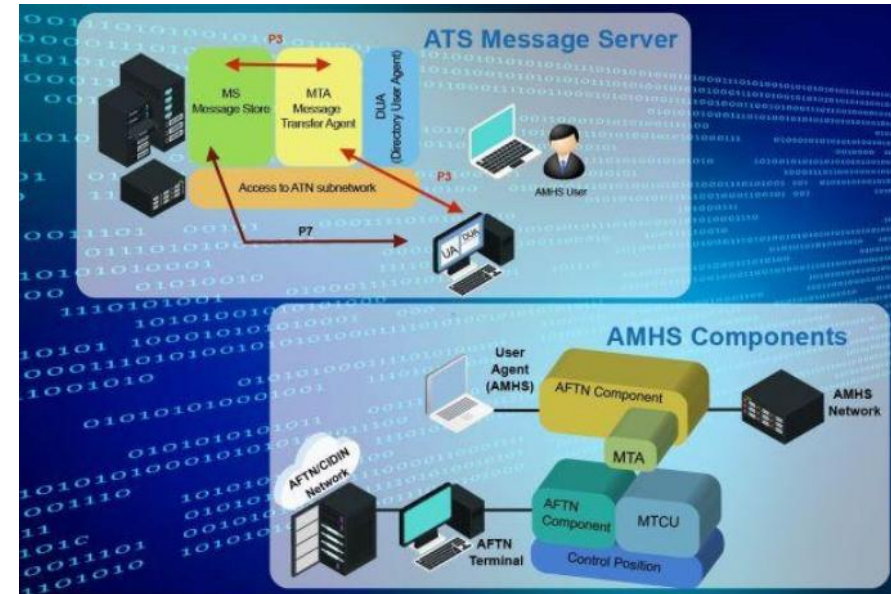 ATS Message Server
P3
MS
Message Store
MTA
Message
Transfer Agent
DUA
(Directory User Agent)
AMHS User
P3
Access to ATN subnetwork
P7
UA
DUA
AMHS Components
User
Agent
(AMHS)
AFTN Component
AMHS
Network
MTA
AFTN/CIDIN
Network
AFTN
Component
MTCU
AFTN
Terminal
Control Position